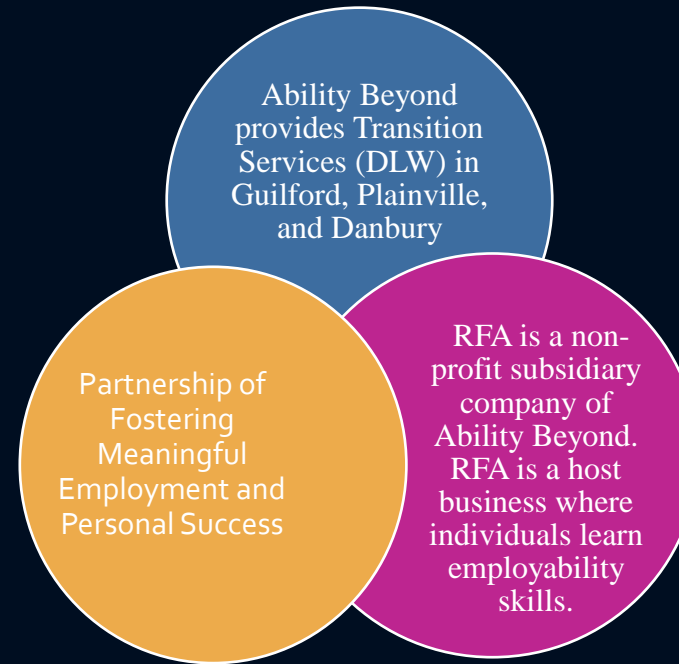 Ability Beyond
provides Transition
Services (DLW) in
Guilford, Plainville,
and Danbury
Partnership of
Fostering
Meaningful
Employment and
Personal Success
RFA is a non-
profit subsidiary
company of
Ability Beyond.
RFA is a host
business where
individuals learn
employability
skills.